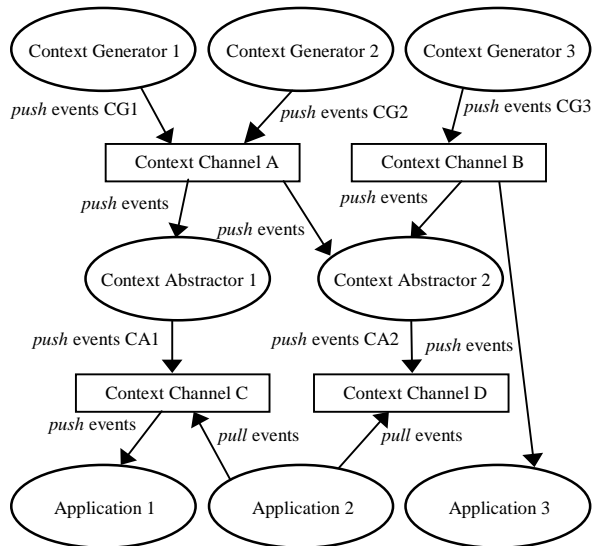 Context Generator 1
Context Generator 2
Context Generator 3
push events CG1
push events CG2
push events CG3
Context Channel A
Context Channel B
push events
push events
push events
Context Abstractor 1
Context Abstractor 2
push events CA1
push events CA2
push events
Context Channel C
Context Channel D
push events
pull events
pull events
Application 1
Application 2
Application 3